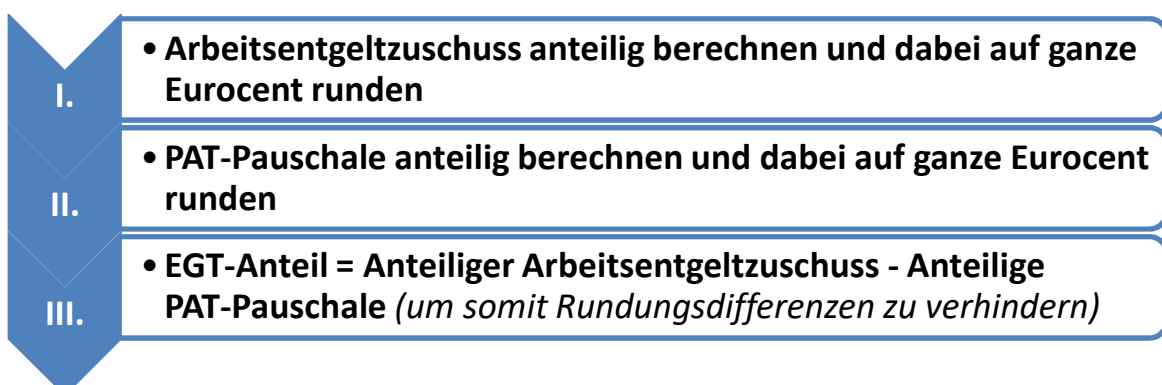 I.
• Arbeitsentgeltzuschuss anteilig berechnen und dabei auf ganze
Eurocent runden
II.
• PAT-Pauschale anteilig berechnen und dabei auf ganze Eurocent
runden
III.
• EGT-Anteil = Anteiliger Arbeitsentgeltzuschuss - Anteilige
PAT-Pauschale (um somit Rundungsdifferenzen zu verhindern)